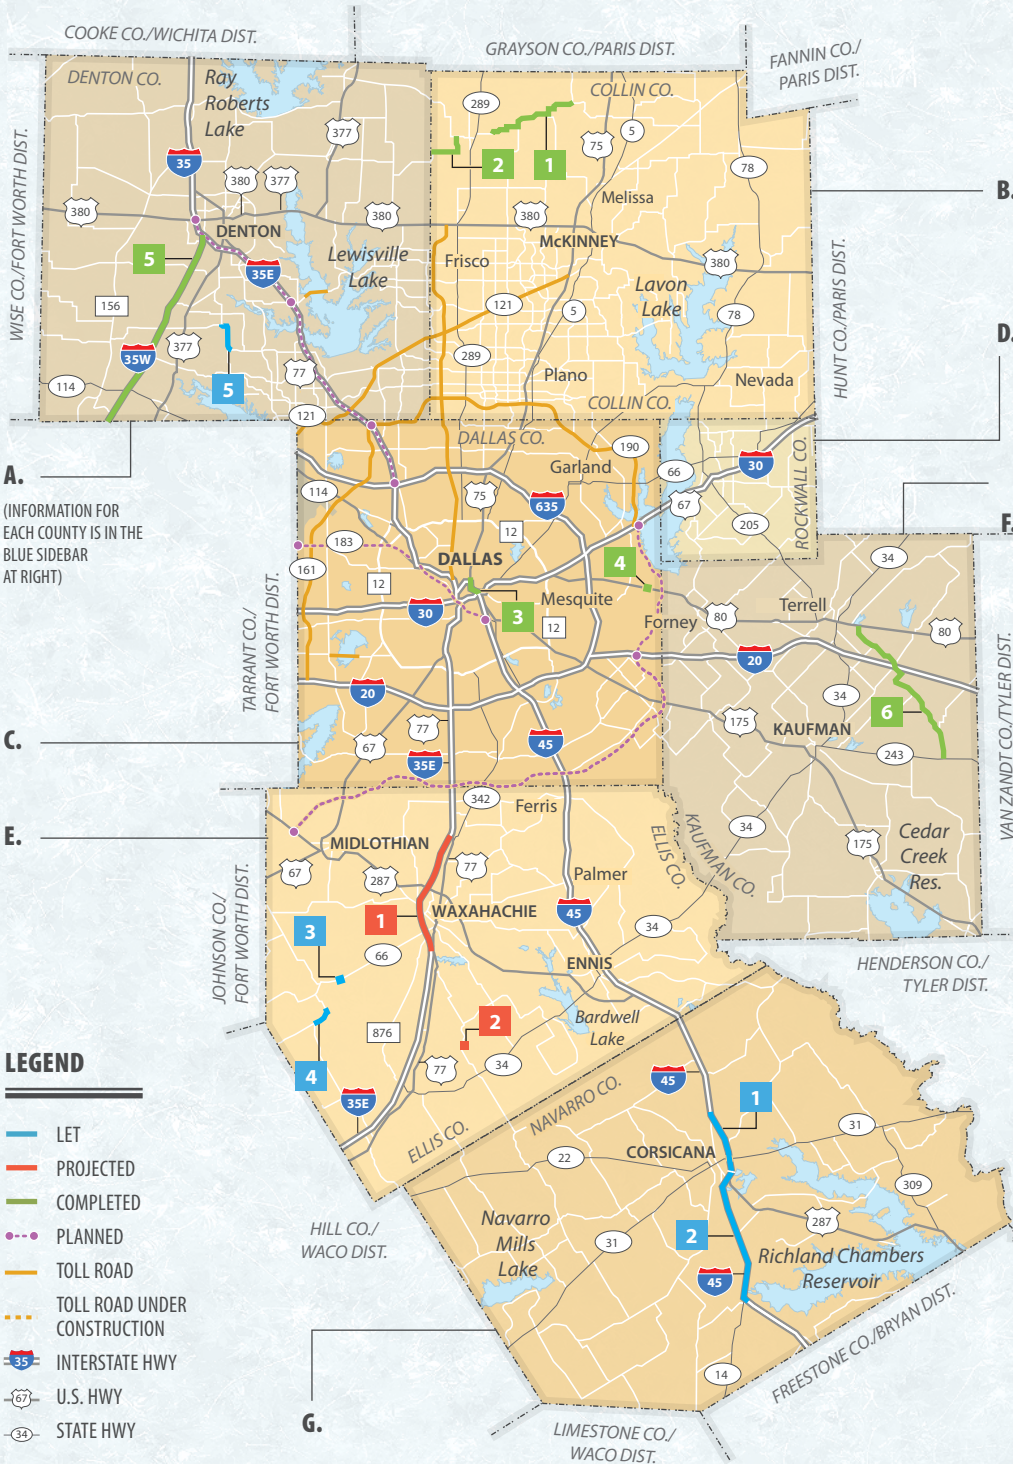 COOKE CO./WICHITA DIST.
GRAYSON CO./PARIS DIST.
FANNIN CO./
PARIS DIST.
DENTON CO.
Ray
Roberts
Lake
COLLIN CO.
289
377
75
5
35
2
1
78
WISE CO./FORT WORTH DIST.
380
377
Melissa
B.
380
380
380
DENTON
McKINNEY
5
Lewisville
Lake
Frisco
380
35E
Lavon
Lake
HUNT CO./PARIS DIST.
156
121
5
78
D.
35W
377
289
77
Plano
Nevada
114
5
COLLIN CO.
121
DALLAS CO.
190
A.
Garland
66
30
ROCKWALL CO.
(INFORMATION FOR
EACH COUNTY IS IN THE
BLUE SIDEBAR
AT RIGHT)
114
75
635
67
205
F.
183
12
DALLAS
4
34
161
12
Mesquite
Terrell
TARRANT CO./
FORT WORTH DIST.
30
3
12
Forney
80
80
20
20
34
6
VAN ZANDT CO./TYLER DIST.
77
175
KAUFMAN
C.
67
45
243
35E
342
Ferris
E.
MIDLOTHIAN
ELLIS CO.
KAUFMAN CO.
34
175
Cedar
Creek
Res.
67
287
77
Palmer
JOHNSON CO./
FORT WORTH DIST.
1
WAXAHACHIE
45
34
3
66
ENNIS
HENDERSON CO./
TYLER DIST.
2
Bardwell
Lake
876
LEGEND
4
77
34
45
35E
1
NAVARRO CO.
ELLIS CO.
31
LET
22
CORSICANA
PROJECTED
309
COMPLETED
HILL CO./
WACO DIST.
Navarro
Mills
Lake
287
PLANNED
31
2
Richland Chambers
Reservoir
TOLL ROAD
45
TOLL ROAD UNDER
CONSTRUCTION
FREESTONE CO./BRYAN DIST.
35
INTERSTATE HWY
14
67
U.S. HWY
G.
34
STATE HWY
LIMESTONE CO./
WACO DIST.